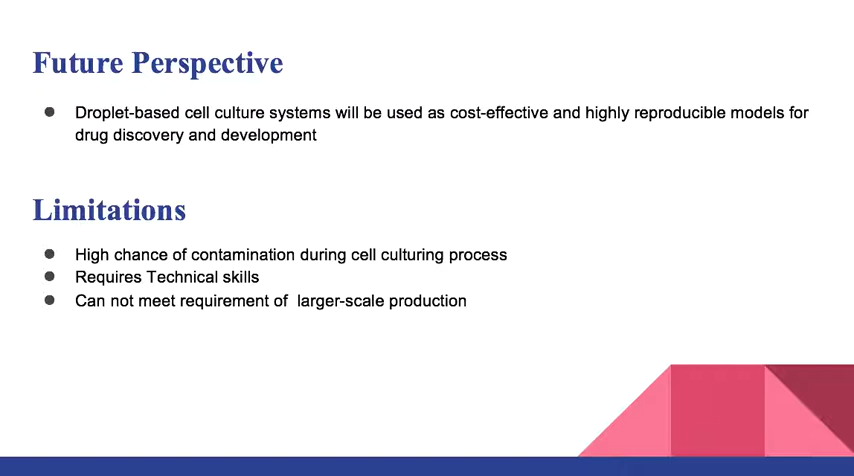 Future Perspective
● Droplet-based cell culture systems will be used as cost-effective and highly reproducible models for
drug discovery and development
Limitations
● High chance of contamination during cell culturing process
● Requires Technical skills
● Can not meet requirement of  larger-scale production